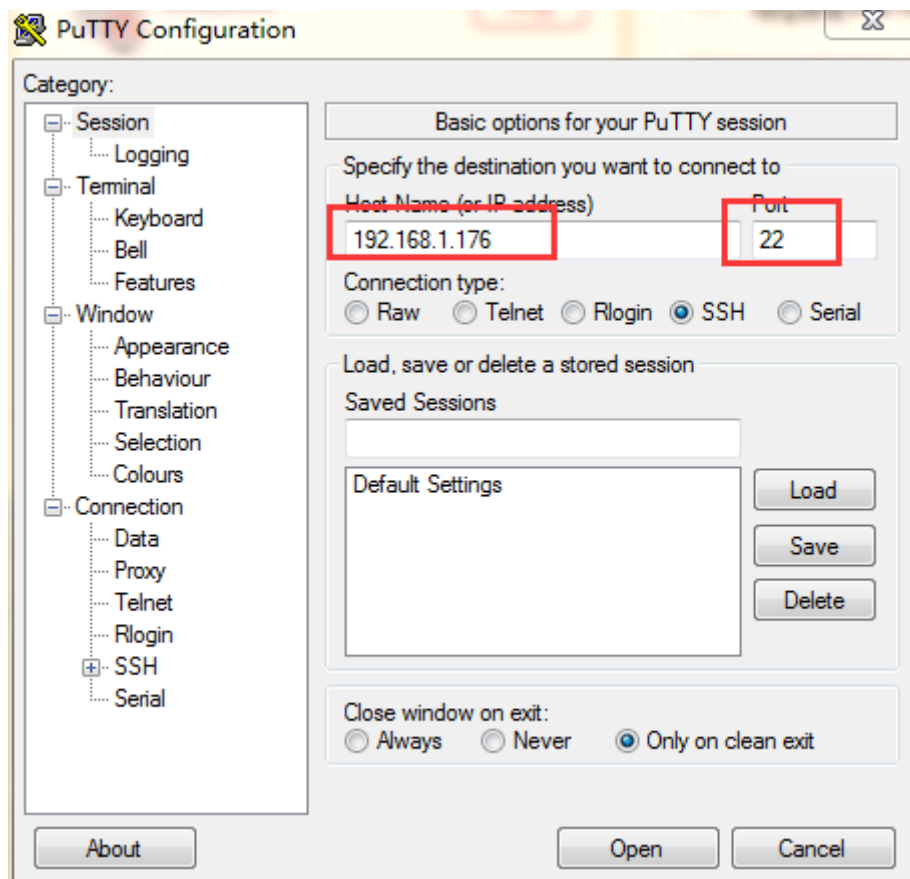 PuTTY Configuration
Category:
Session
Logging
Terminal
Keyboard
Bell
Features
Window
Appearance
Behaviour
Translation
Selection
Colours
Connection
Data
Proxy
Telnet
Rlogin
SSH
Serial
Basic options for your PuTTY session
Specify the destination you want to connect to
Host Name (or IP address) Port
192.168.1.176 22
Connection type:
Raw Telnet Rlogin SSH Serial
Load, save or delete a stored session
Saved Sessions
Default Settings
Load
Save
Delete
Close window on exit:
Always Never Only on clean exit
About Open Cancel